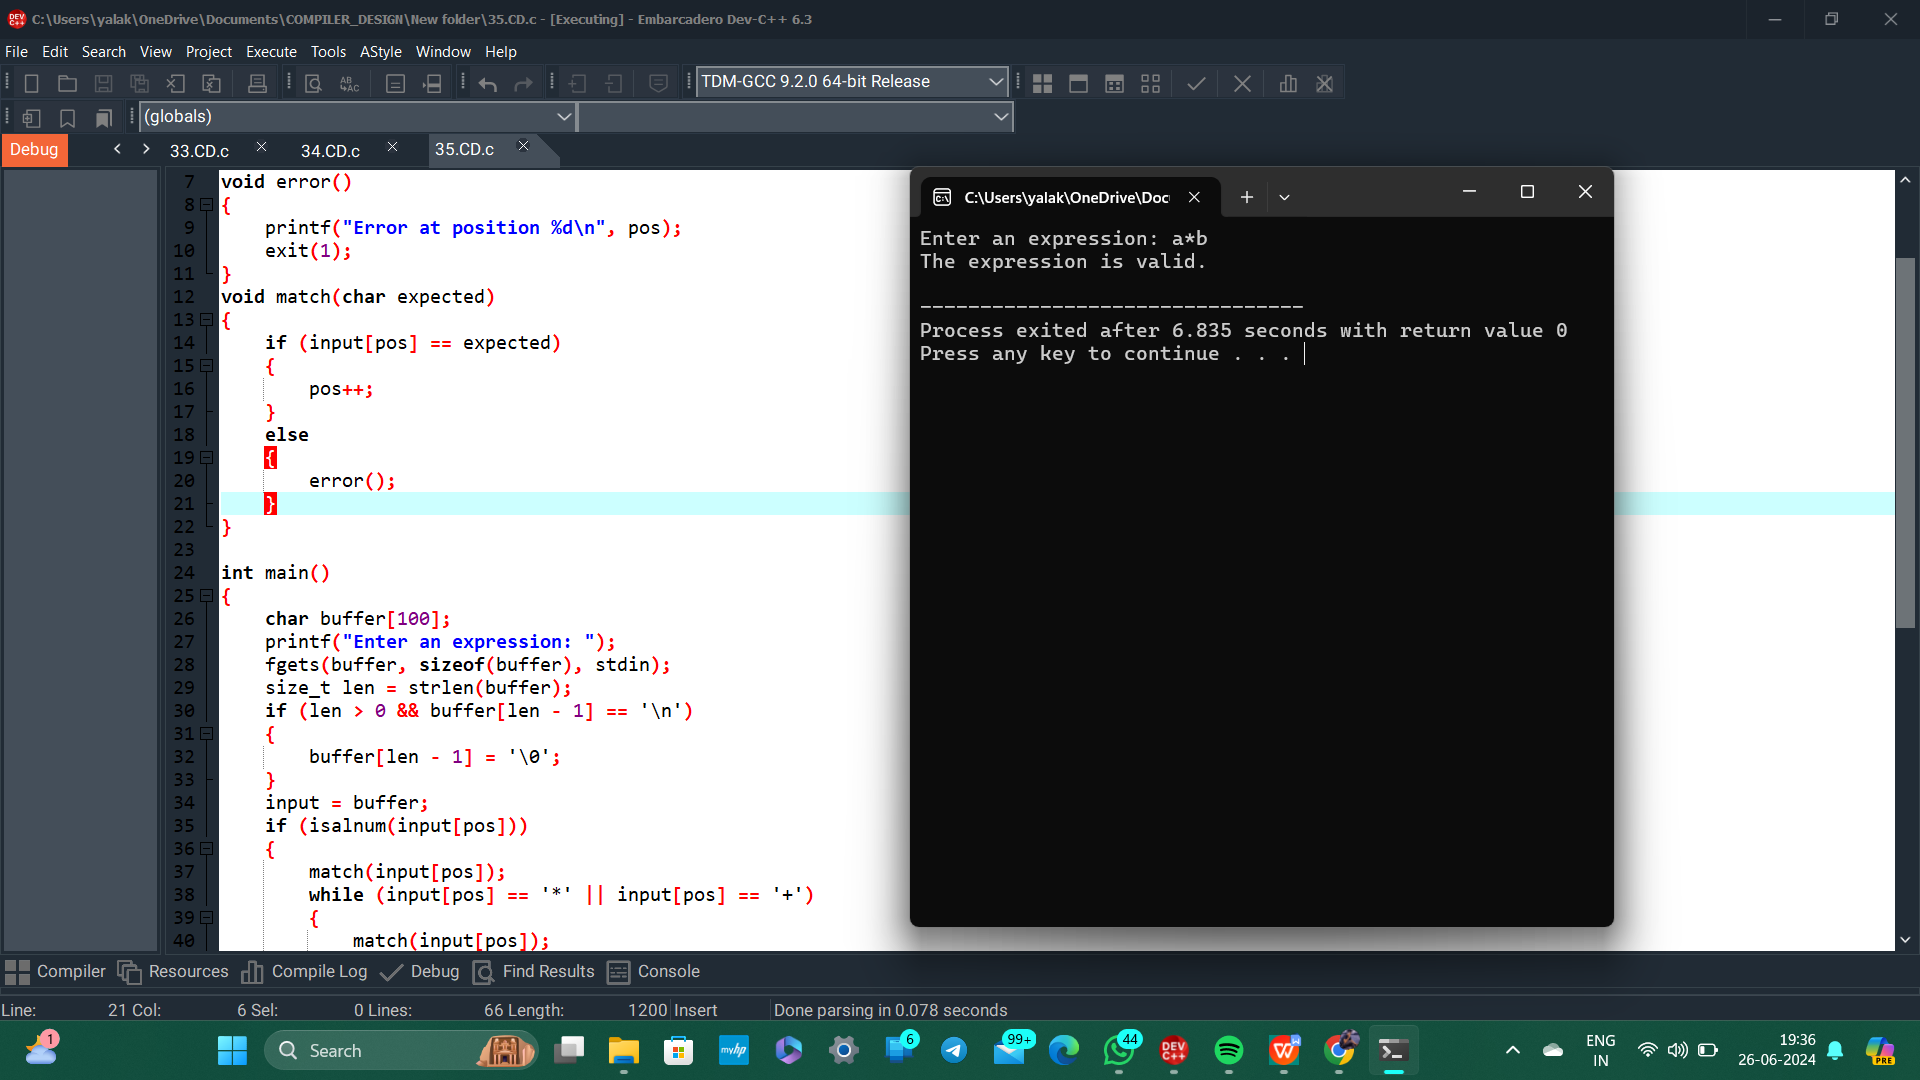 C:\Users\yalak\OneDrive\Documents\COMPILER_DESIGN\New folder\35.CD.c - [Executing] - Embarcadero Dev-C++ 6.3
File Edit Search View Project Execute Tools AStyle Window Help
TDM-GCC 9.2.0 64-bit Release
(globals)
Debug
33.CD.c 34.CD.c 35.CD.c
7 void error()
8 {
9 printf("Error at position %d\n", pos);
10 exit(1);
11 }
12 void match(char expected)
13 {
14 if (input[pos] == expected)
15 {
16 pos++;
17 }
18 else
19 {
20 error();
21 }
22 }
23
24 int main()
25 {
26 char buffer[100];
27 printf("Enter an expression: ");
28 fgets(buffer, sizeof(buffer), stdin);
29 size_t len = strlen(buffer);
30 if (len > 0 && buffer[len - 1] == '\n')
31 {
32 buffer[len - 1] = '\0';
33 }
34 input = buffer;
35 if (isalnum(input[pos]))
36 {
37 match(input[pos]);
38 while (input[pos] == '*' || input[pos] == '+')
39 {
40 match(input[pos]);
C:\Users\yalak\OneDrive\Doc
Enter an expression: a*b
The expression is valid.
--------------------------------
Process exited after 6.835 seconds with return value 0
Press any key to continue . . .
Compiler Resources Compile Log Debug Find Results Console
Line: 21 Col: 6 Sel: 0 Lines: 66 Length: 1200 Insert Done parsing in 0.078 seconds
1
Search
myhp
6
99+
44
DEV C++
ENG
IN
19:36
26-06-2024
PRE